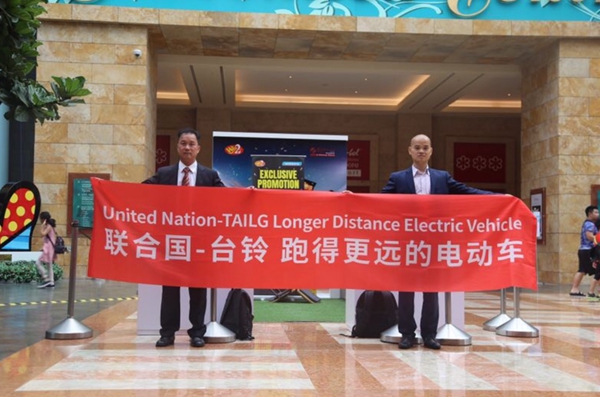 EXCLUSIVE
PROMOTION
United Nation-TAILG Longer Distance Electric Vehicle
联合国-台铃 跑得更远的电动车